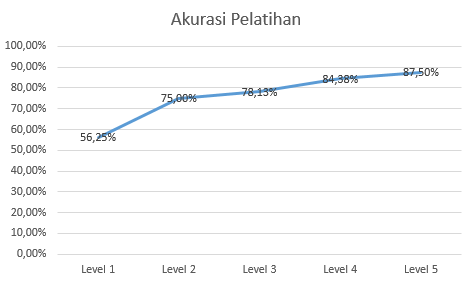 Akurasi Pelatihan
100,00%
90,00%
80,00%
70,00%
60,00%
50,00%
40,00%
30,00%
20,00%
10,00%
0,00%
56,25%
75,00%
78,13%
84,38%
87,50%
Level 1
Level 2
Level 3
Level 4
Level 5